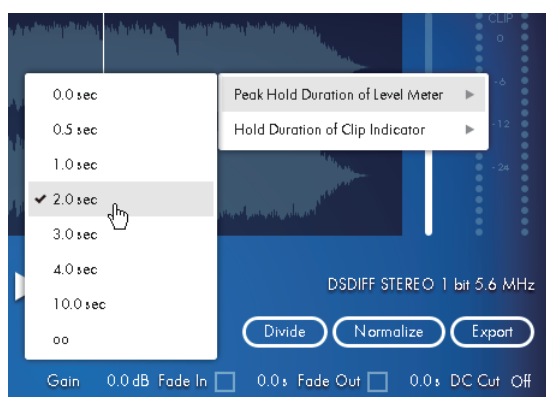 CLIP
0
-6
-12
-24
Peak Hold Duration of Level Meter
Hold Duration of Clip Indicator
0.0 sec
0.5 sec
1.0 sec
2.0 sec
3.0 sec
4.0 sec
10.0 sec
oo
DSDIFF STEREO 1 bit 5.6 MHz
Divide Normalize Export
Gain 0.0 dB Fade In 0.0 s Fade Out 0.0 s DC Cut Off